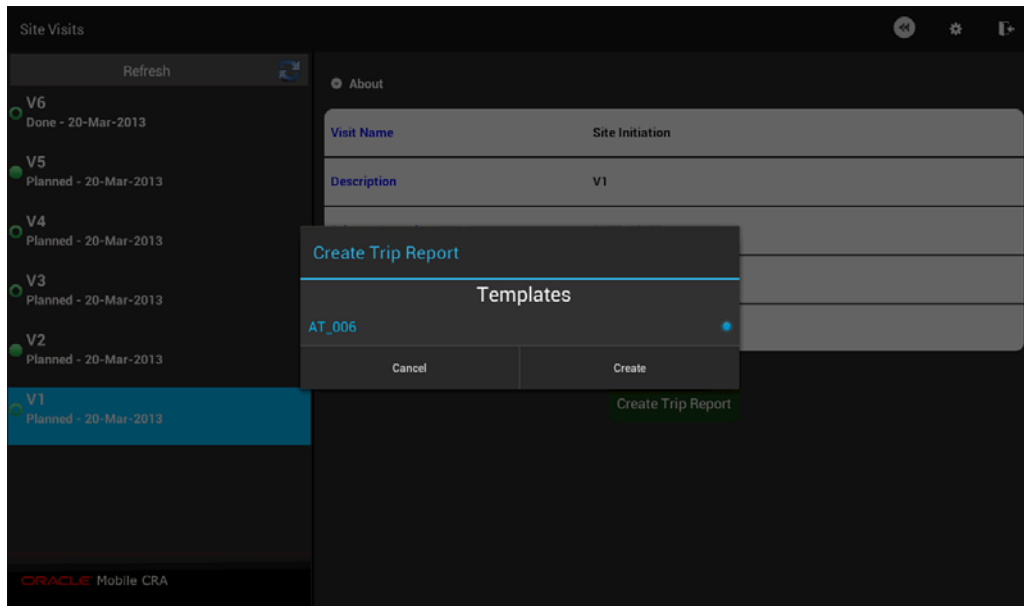 Site Visits
Refresh
V6
Done - 20-Mar-2013
V5
Planned - 20-Mar-2013
V4
Planned - 20-Mar-2013
V3
Planned - 20-Mar-2013
V2
Planned - 20-Mar-2013
V1
Planned - 20-Mar-2013
ORACLE Mobile CRA
About
Visit Name Site Initiation
Description V1
Create Trip Report
Templates
AT_006
Cancel Create
Create Trip Report